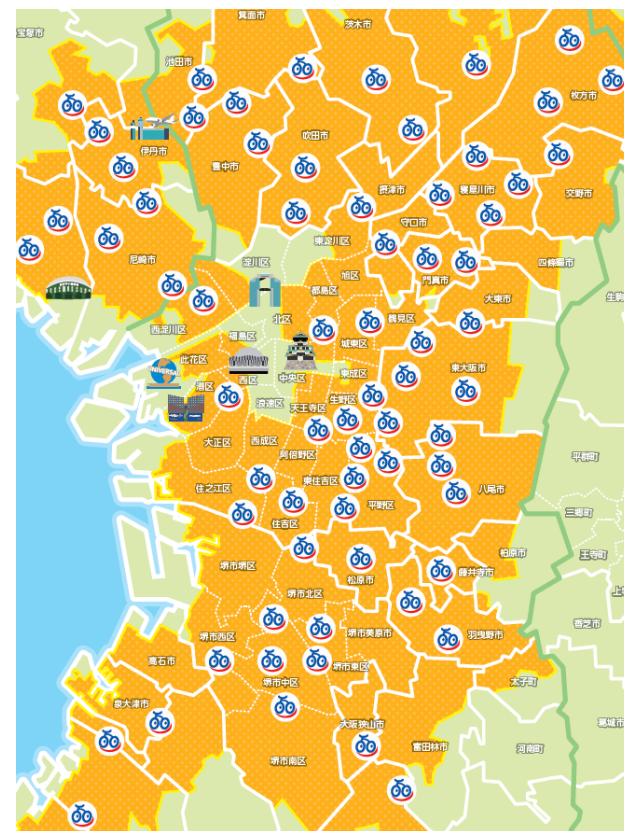 箕面市
茨木市
宝塚市
池田市
枚方市
吹田市
伊丹市
豊中市
摂津市
寝屋川市
交野市
守口市
東淀川区
尼崎市
淀川区
四條畷市
旭区
門真市
都島区
大東市
生駒
北区
鶴見区
西淀川区
福島区
城東区
此花区
東大阪市
UNIVERSAL
港区
西区
中央区
東成区
浪速区
天王寺区
生野区
大正区
西成区
阿倍野区
平群町
住之江区
東住吉区
八尾市
平野区
三郷町
住吉区
柏原市
王寺町
堺市堺区
松原市
藤井寺市
堺市北区
香芝市
堺市西区
堺市美原市
羽曳野市
高石市
堺市東区
堺市中区
太子町
泉大津市
大阪狭山市
葛城市
富田林市
河南町
堺市南区